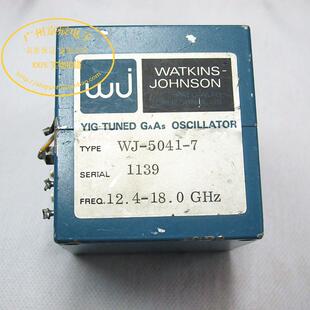 wj
WATKINS-
JOHNSON
YIG-TUNED GaAs OSCILLATOR
TYPE WJ-5041-7
SERIAL 1139
FREQ. 12.4-18.0 GHz